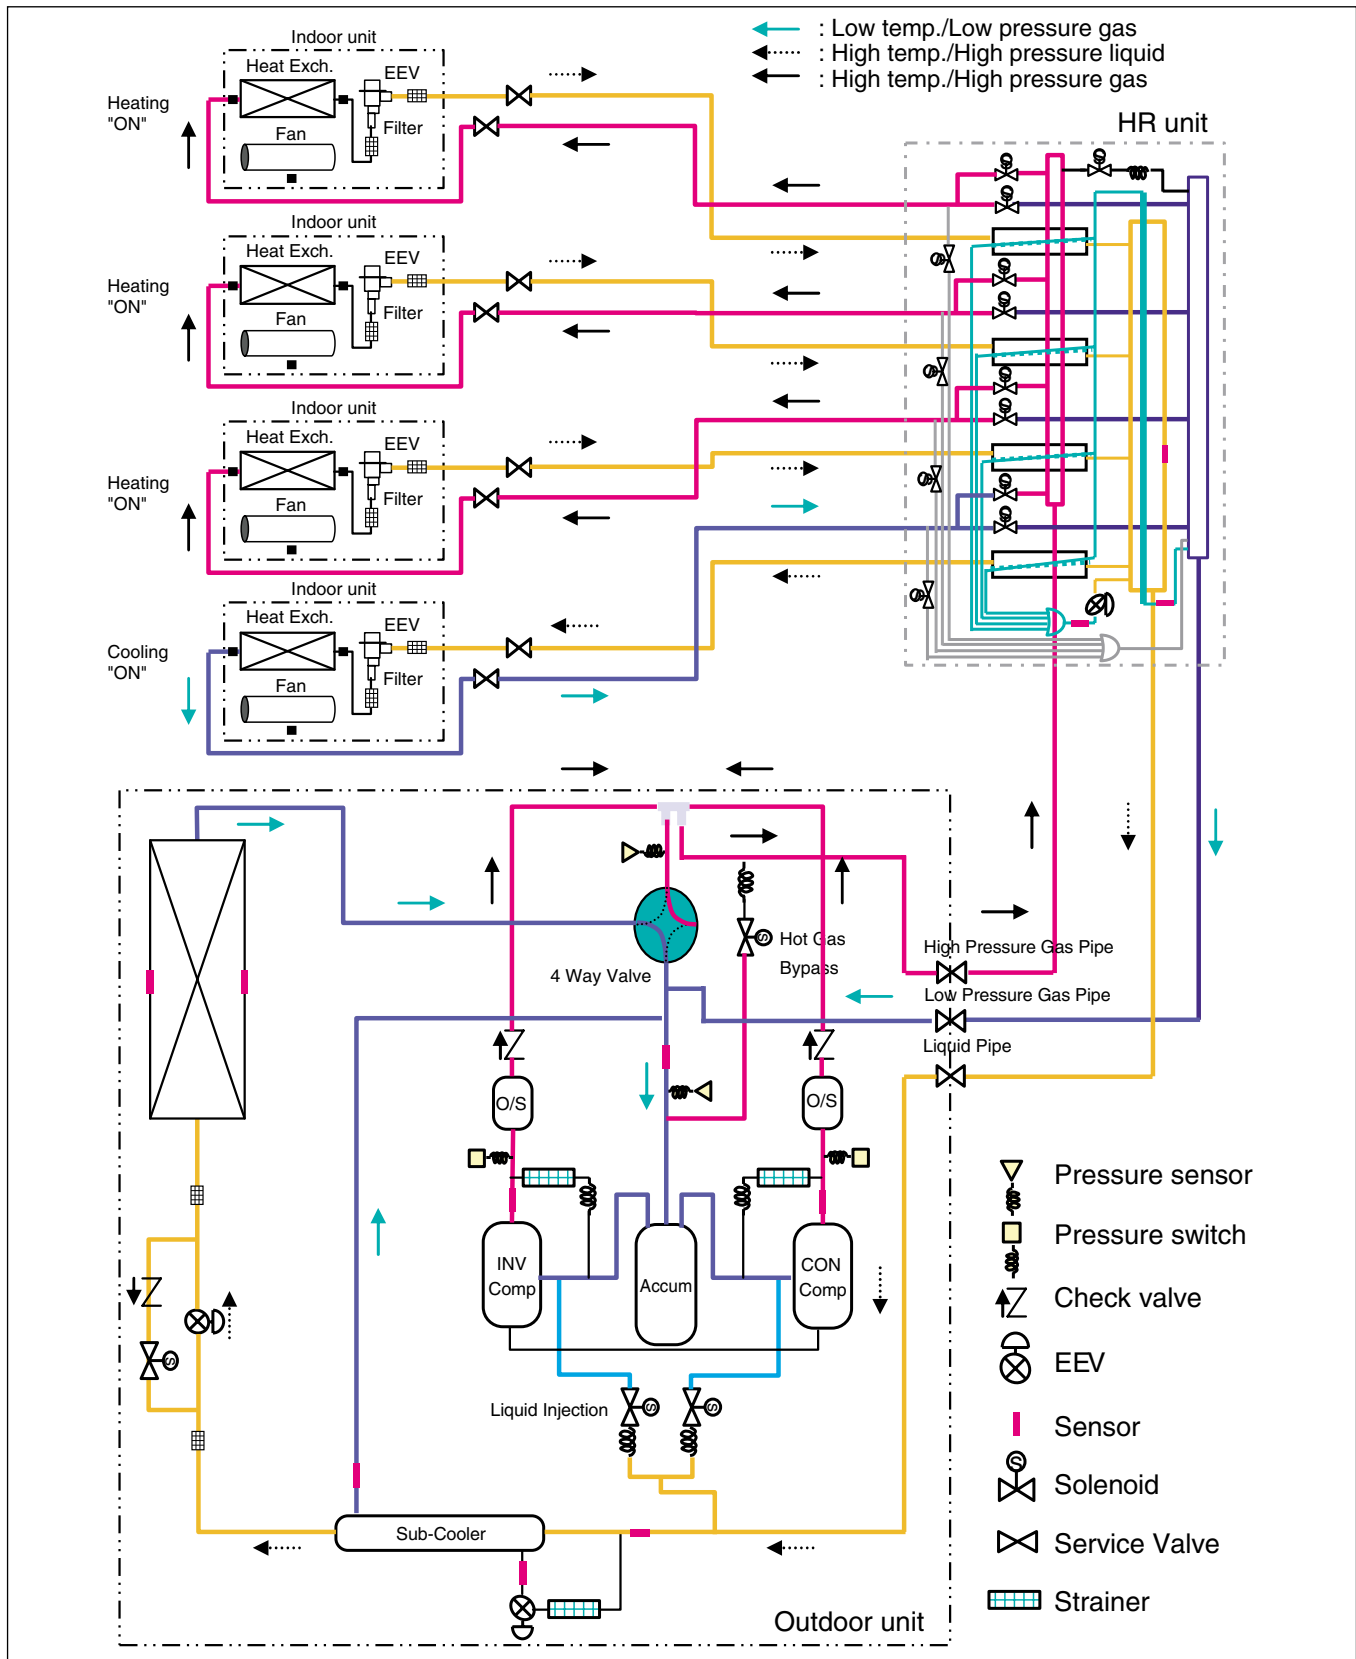 : Low temp./Low pressure gas
: High temp./High pressure liquid
: High temp./High pressure gas
HR unit
Indoor unit
Heat Exch.
EEV
Heating
"ON"
Fan
Filter
Indoor unit
Heat Exch.
EEV
Heating
"ON"
Fan
Filter
Indoor unit
Heat Exch.
EEV
Heating
"ON"
Fan
Filter
Indoor unit
Heat Exch.
EEV
Cooling
"ON"
Fan
Filter
4 Way Valve
S
Hot Gas
Bypass
High Pressure Gas Pipe
Low Pressure Gas Pipe
Liquid Pipe
O/S
O/S
INV
Comp
Accum
CON
Comp
S
Liquid Injection
S
S
Sub-Cooler
Outdoor unit
Pressure sensor
Pressure switch
Check valve
EEV
Sensor
S
Solenoid
Service Valve
Strainer